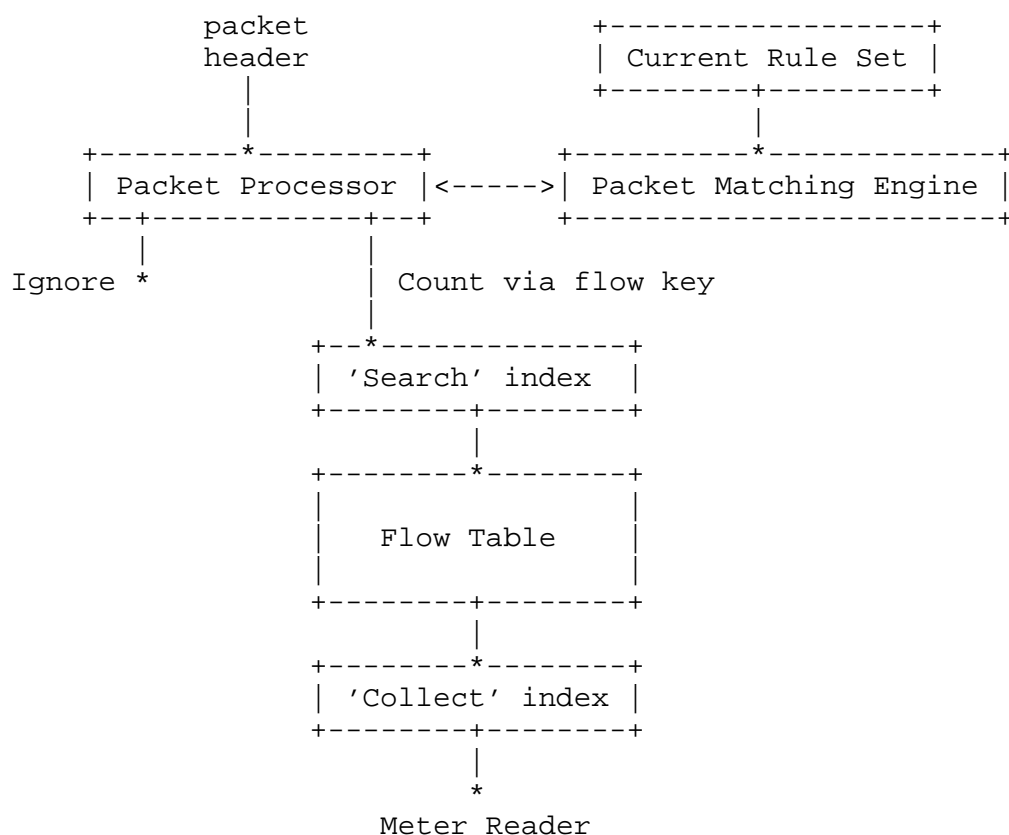 packet
header
Current Rule Set
Packet Processor <-----> Packet Matching Engine
Ignore * Count via flow key
'Search' index
Flow Table
'Collect' index
Meter Reader